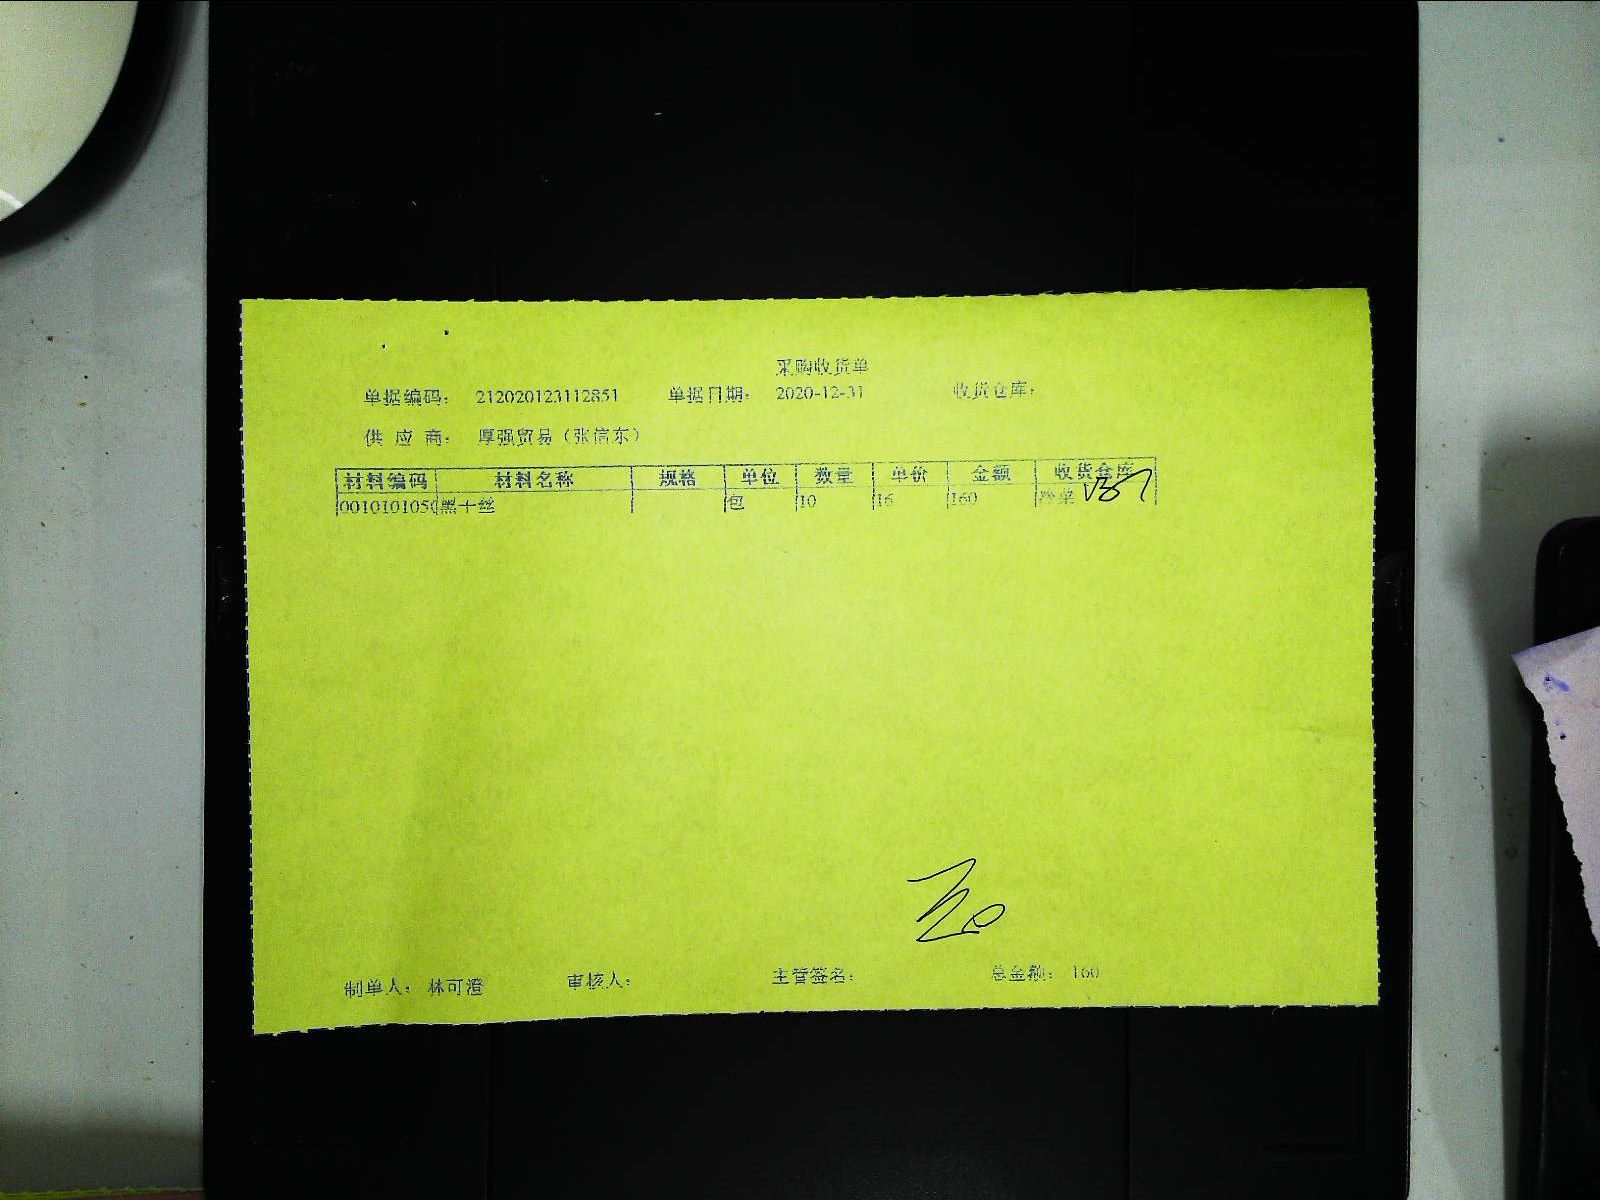 采购收货单
单据编码： 212020123112851 单据日期： 2020-12-31 收货仓库：
供 应 商： 厚强贸易（张信东）
材料编码 材料名称 规格 单位 数量 单价 金额 收货仓库
001010105 黑十丝 包 10 16 160 冷菜
制单人： 林可澄 审核人： 主管签名： 总金额： 160